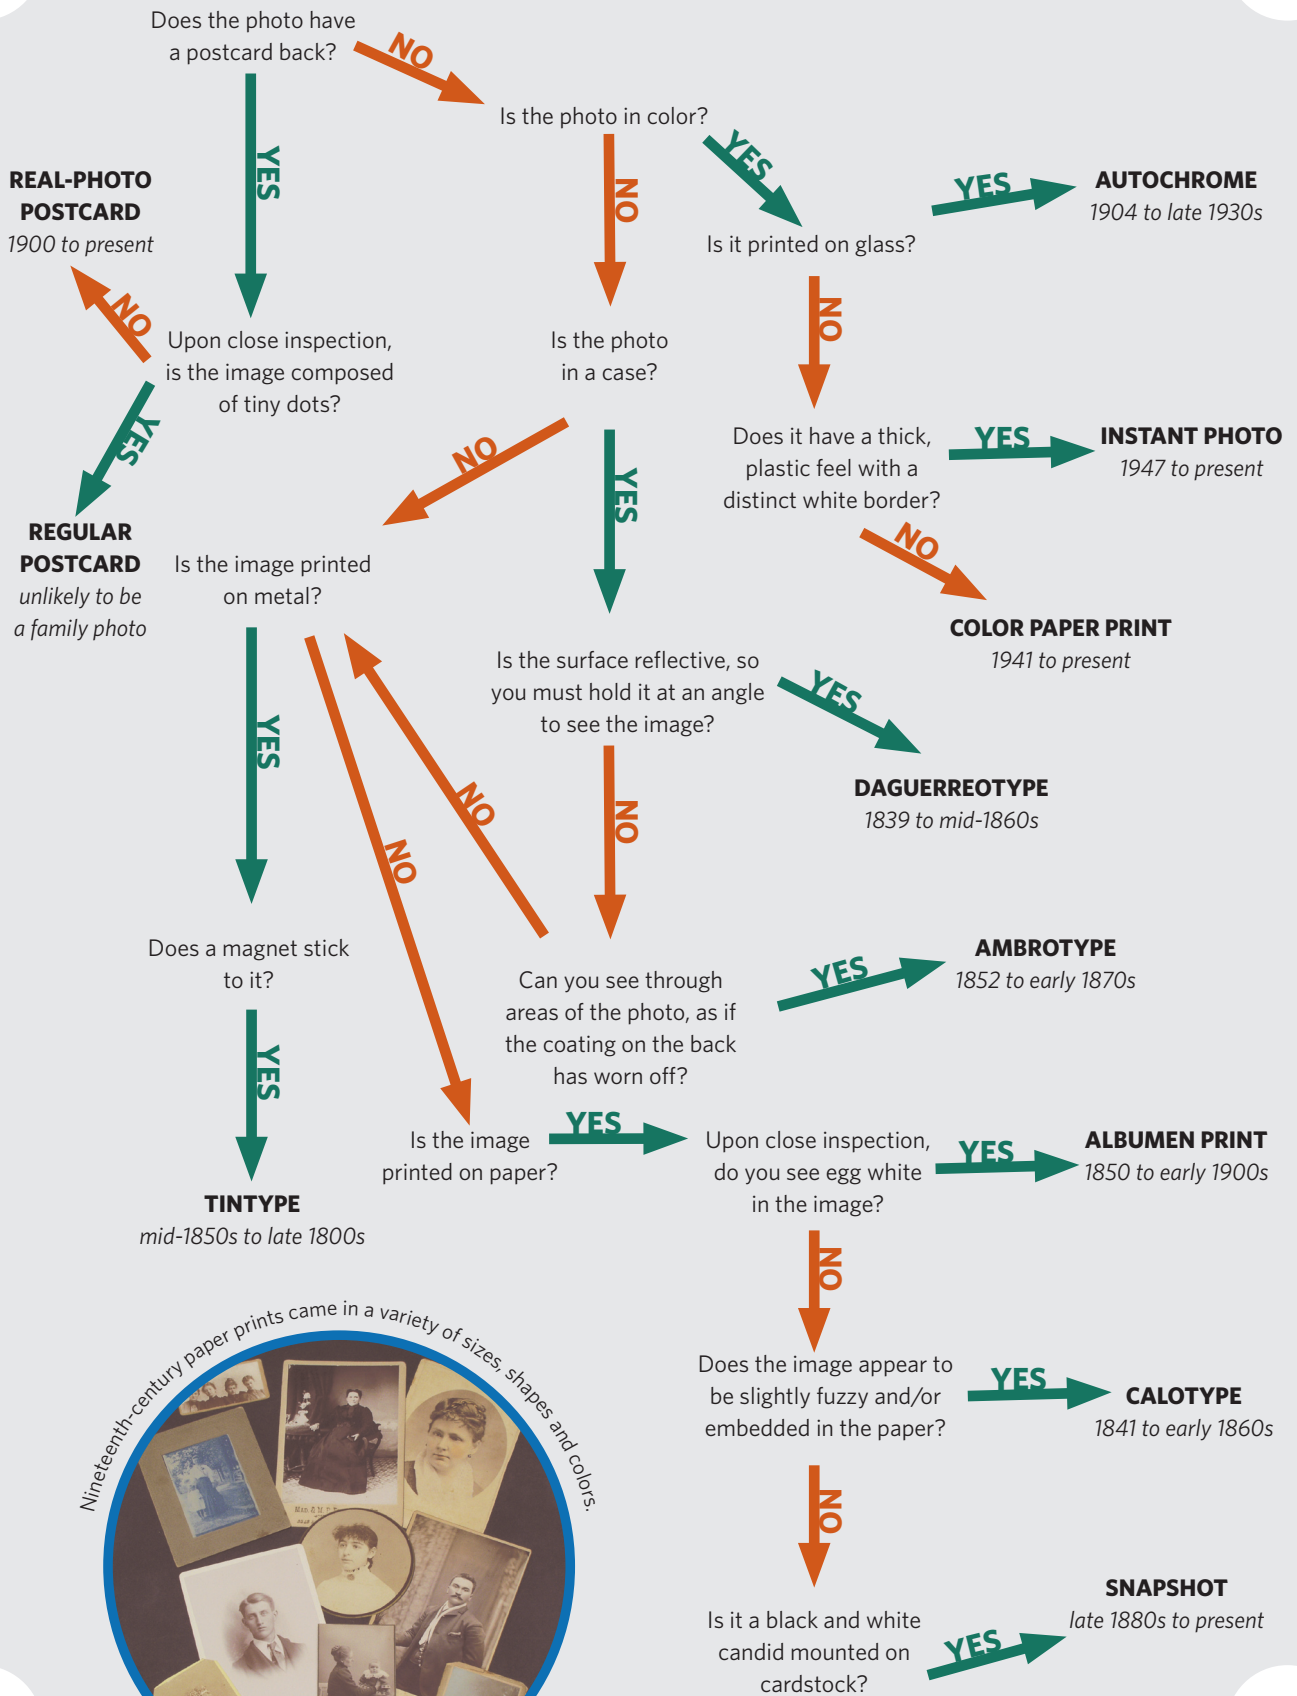 Does the photo have
a postcard back?
NO
Is the photo in color?
YES
NO
YES
REAL-PHOTO
POSTCARD
1900 to present
YES
AUTOCHROME
1904 to late 1930s
Is it printed on glass?
NO
NO
Upon close inspection,
is the image composed
of tiny dots?
YES
REGULAR
POSTCARD
unlikely to be
a family photo
Is the photo
in a case?
NO
YES
Does it have a thick,
plastic feel with a
distinct white border?
YES
INSTANT PHOTO
1947 to present
NO
COLOR PAPER PRINT
1941 to present
Is the image printed
on metal?
YES
NO
NO
Is the surface reflective, so
you must hold it at an angle
to see the image?
YES
DAGUERREOTYPE
1839 to mid-1860s
NO
Does a magnet stick
to it?
YES
TINTYPE
mid-1850s to late 1800s
Can you see through
areas of the photo, as if
the coating on the back
has worn off?
YES
AMBROTYPE
1852 to early 1870s
Is the image
printed on paper?
YES
Upon close inspection,
do you see egg white
in the image?
YES
ALBUMEN PRINT
1850 to early 1900s
NO
Does the image appear to
be slightly fuzzy and/or
embedded in the paper?
YES
CALOTYPE
1841 to early 1860s
NO
Is it a black and white
candid mounted on
cardstock?
YES
SNAPSHOT
late 1880s to present
Nineteenth-century paper prints came in a variety of sizes, shapes and colors.